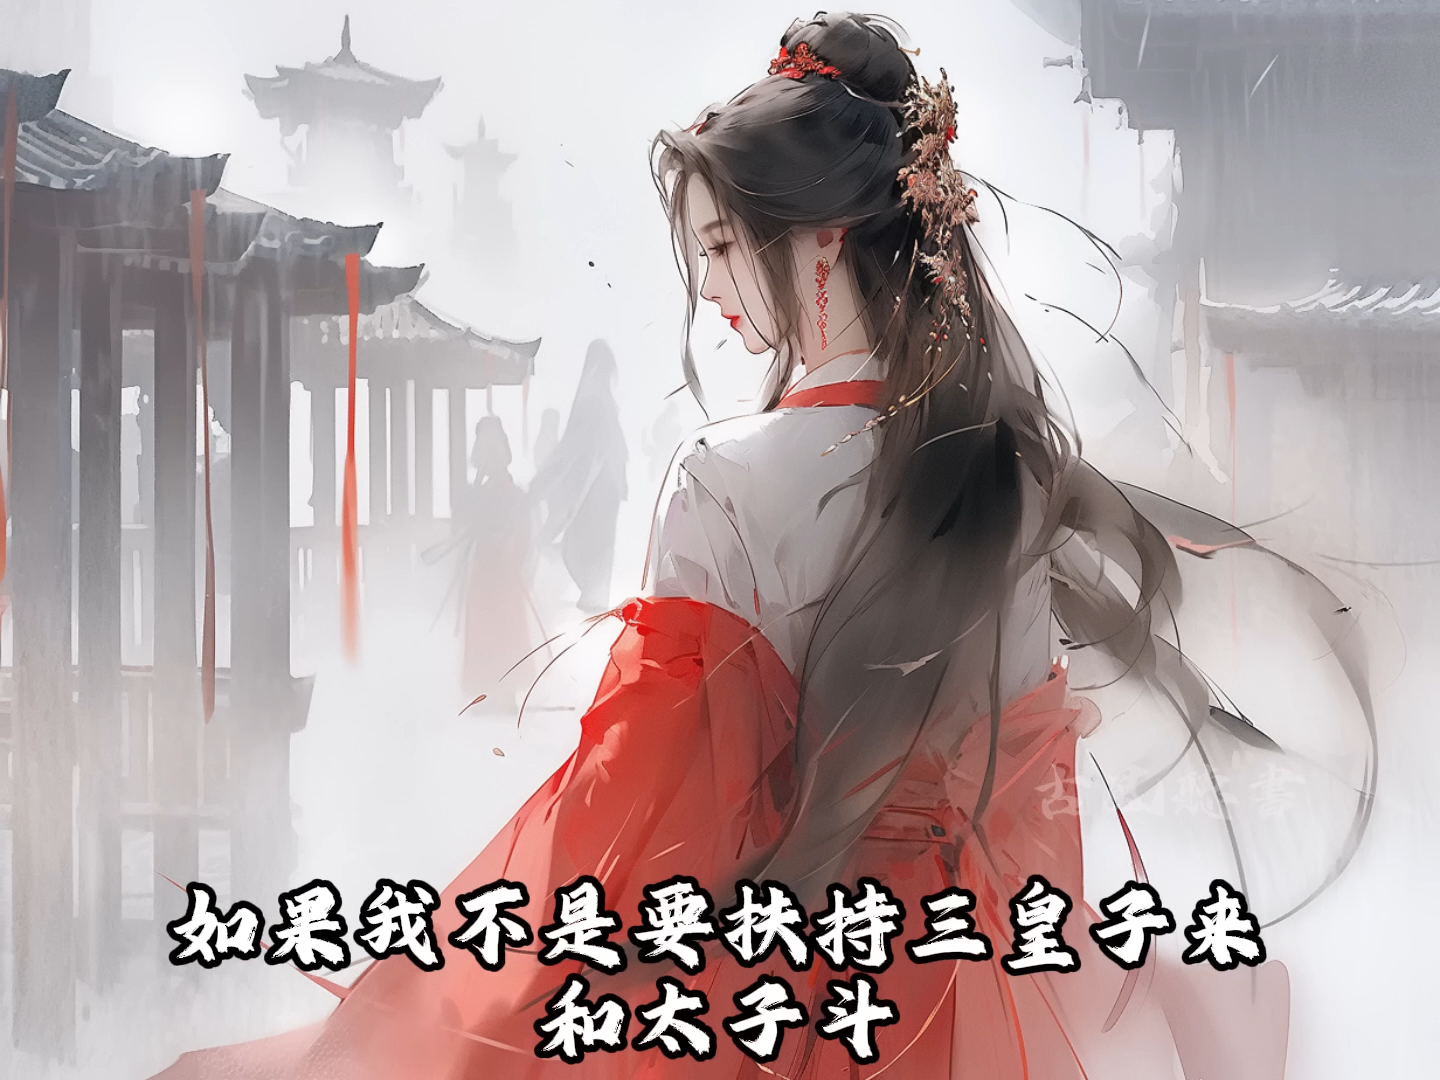 如果我不是要扶持三皇子来
和太子斗